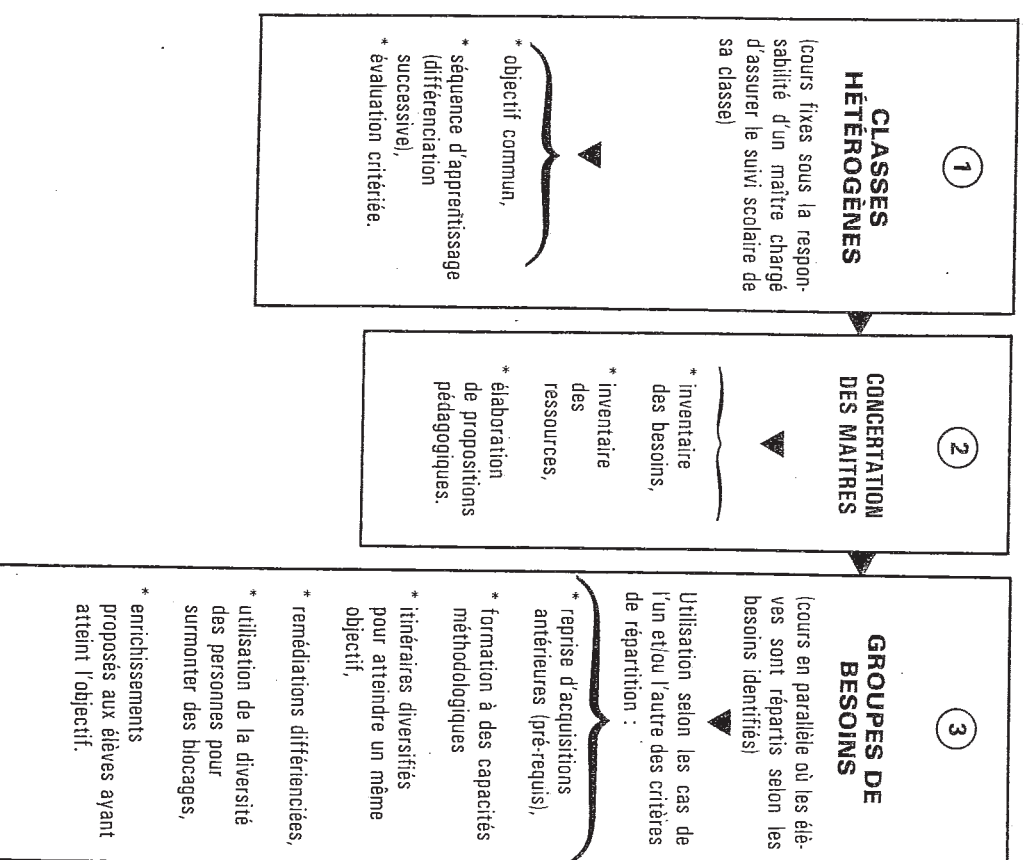 1
CLASSES
HÉTÉROGÈNES
(cours fixes sous la respon-
sabilité d'un maître chargé
d'assurer le suivi scolaire de
sa classe)
* objectif commun,
* séquence d'apprentissage
(différenciation
successive),
* évaluation critériée.
2
CONCERTATION
DES MAITRES
* inventaire
des besoins,
* inventaire
des
ressources,
* élaboration
de propositions
pédagogiques.
3
GROUPES DE
BESOINS
(cours en parallèle où les élè-
ves sont répartis selon les
besoins identifiés)
Utilisation selon les cas de
l'un et/ou l'autre des critères
de répartition :
* reprise d'acquisitions
antérieures (pré-requis),
* formation à des capacités
méthodologiques
* itinéraires diversifiés
pour atteindre un même
objectif,
* remédiations différenciées,
* utilisation de la diversité
des personnes pour
surmonter des blocages,
* enrichissements
proposés aux élèves ayant
atteint l'objectif.